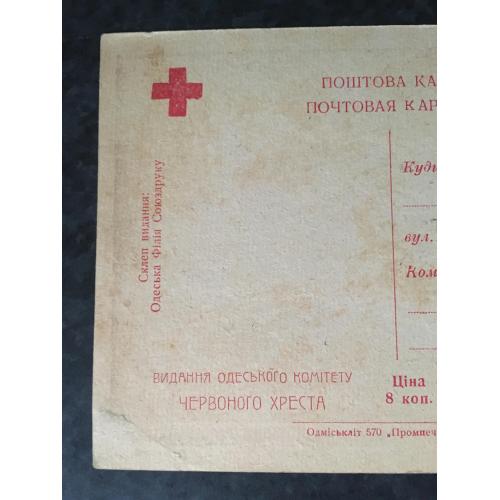 ПОШТОВА КА
ПОЧТОВАЯ КАР
Куди
вул.
Ком
Склеп видання:
Одеська Філія Союздруку
ВИДАННЯ ОДЕСЬКОГО КОМІТЕТУ
ЧЕРВОНОГО ХРЕСТА
Ціна
8 коп.
Одміськліт 570 „Промпеч